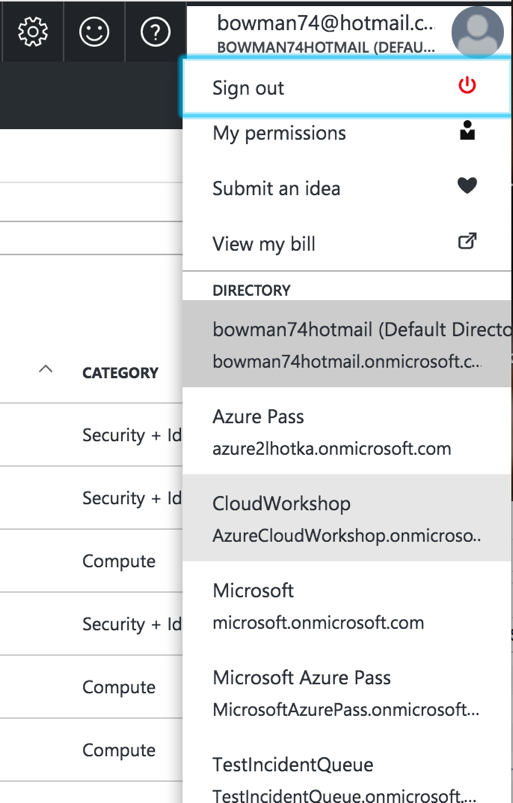 bowman74@hotmail.c...
BOWMAN74HOTMAIL (DEFAU...
Sign out
My permissions
Submit an idea
View my bill
DIRECTORY
bowman74hotmail (Default Directo
bowman74hotmail.onmicrosoft.c...
Azure Pass
azure2lhotka.onmicrosoft.com
CloudWorkshop
AzureCloudWorkshop.onmicroso..
Microsoft
microsoft.onmicrosoft.com
Microsoft Azure Pass
MicrosoftAzurePass.onmicrosoft...
TestIncidentQueue
TestIncidentQueue.onmicrosoft....
CATEGORY
Security + Id
Security + Id
Compute
Security + Id
Compute
Compute